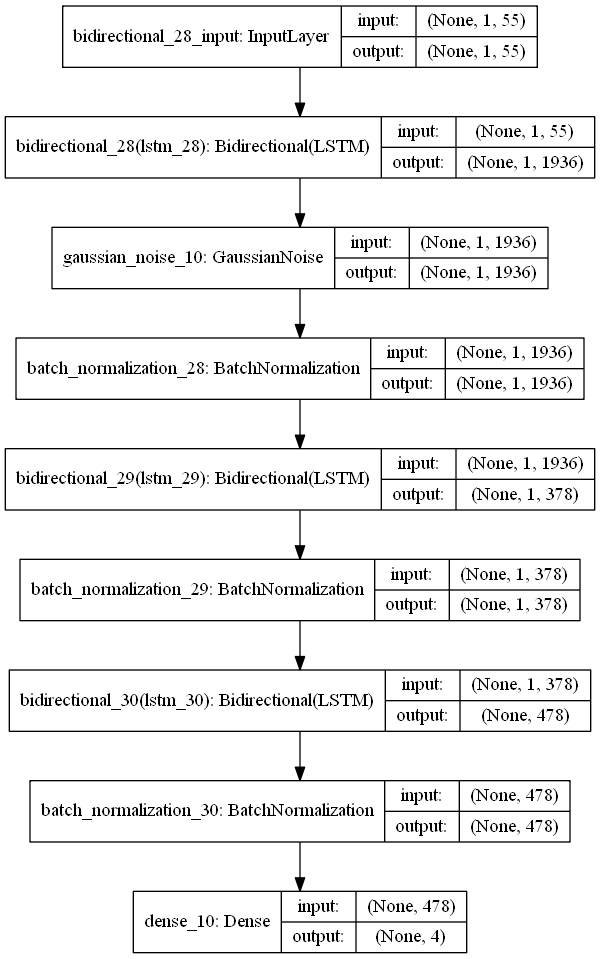 bidirectional_28_input: InputLayer
input: (None, 1, 55)
output: (None, 1, 55)
bidirectional_28(lstm_28): Bidirectional(LSTM)
input: (None, 1, 55)
output: (None, 1, 1936)
gaussian_noise_10: GaussianNoise
input: (None, 1, 1936)
output: (None, 1, 1936)
batch_normalization_28: BatchNormalization
input: (None, 1, 1936)
output: (None, 1, 1936)
bidirectional_29(lstm_29): Bidirectional(LSTM)
input: (None, 1, 1936)
output: (None, 1, 378)
batch_normalization_29: BatchNormalization
input: (None, 1, 378)
output: (None, 1, 378)
bidirectional_30(lstm_30): Bidirectional(LSTM)
input: (None, 1, 378)
output: (None, 478)
batch_normalization_30: BatchNormalization
input: (None, 478)
output: (None, 478)
dense_10: Dense
input: (None, 478)
output: (None, 4)